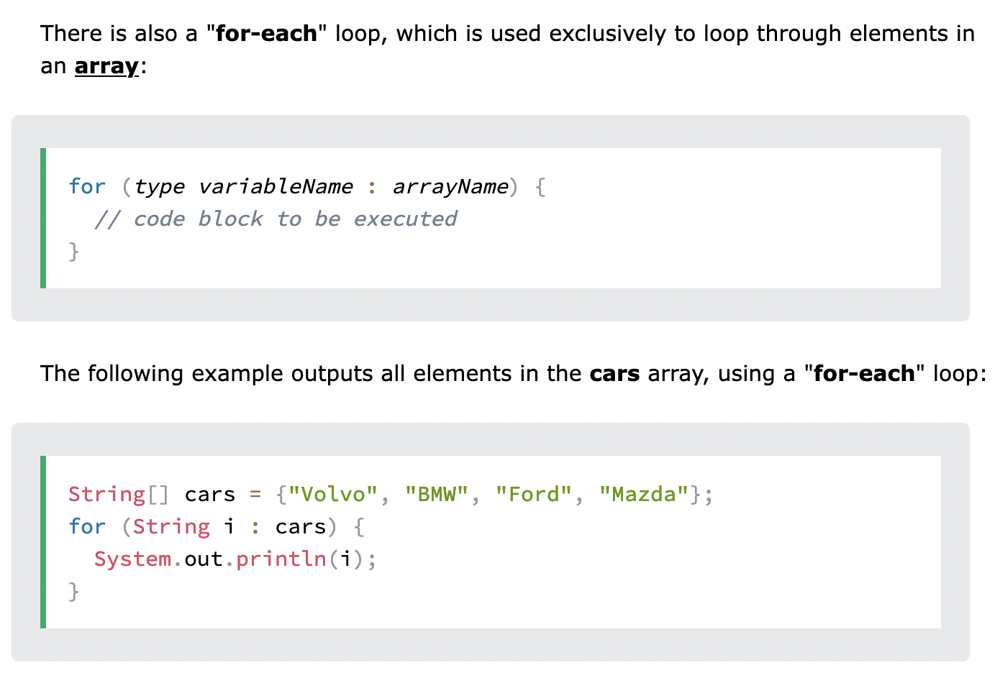 There is also a "for-each" loop, which is used exclusively to loop through elements in
an array:
for (type variableName : arrayName) {
  // code block to be executed
}
The following example outputs all elements in the cars array, using a "for-each" loop:
String[] cars = {"Volvo", "BMW", "Ford", "Mazda"};
for (String i : cars) {
  System.out.println(i);
}